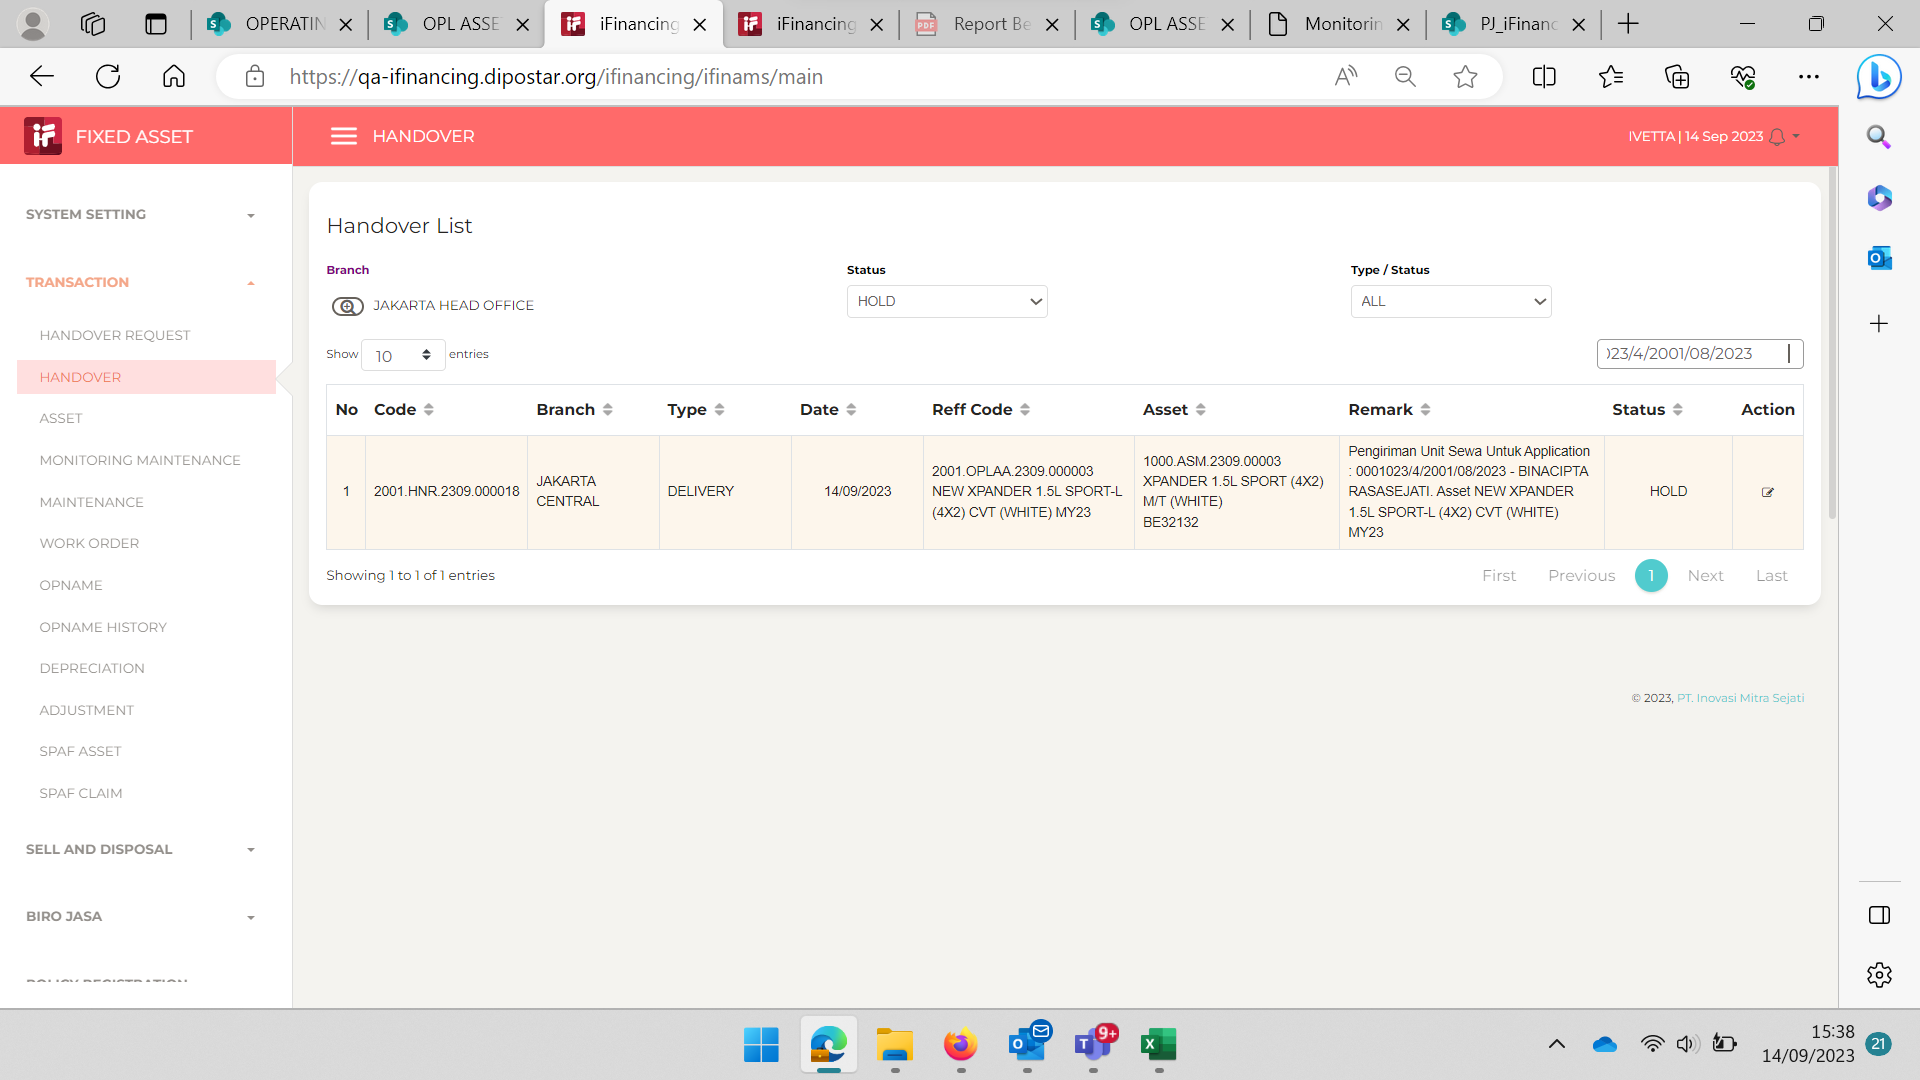 OPERATIN
OPL ASSE
iFinancing
iFinancing
Report Be
OPL ASSE
Monitorin
PJ_iFinanc
https://qa-ifinancing.dipostar.org/ifinancing/ifinams/main
iF FIXED ASSET
HANDOVER
IVETTA | 14 Sep 2023
SYSTEM SETTING
TRANSACTION
HANDOVER REQUEST
HANDOVER
ASSET
MONITORING MAINTENANCE
MAINTENANCE
WORK ORDER
OPNAME
OPNAME HISTORY
DEPRECIATION
ADJUSTMENT
SPAF ASSET
SPAF CLAIM
SELL AND DISPOSAL
BIRO JASA
POLICY REGISTRATION
Handover List
Branch
JAKARTA HEAD OFFICE
Status
HOLD
Type / Status
ALL
Show 10 entries
023/4/2001/08/2023
No Code Branch Type Date Reff Code Asset Remark Status Action
1
2001.HNR.2309.000018
JAKARTA
CENTRAL
DELIVERY
14/09/2023
2001.OPLAA.2309.000003
NEW XPANDER 1.5L SPORT-L
(4X2) CVT (WHITE) MY23
1000.ASM.2309.00003
XPANDER 1.5L SPORT (4X2)
M/T (WHITE)
BE32132
Pengiriman Unit Sewa Untuk Application
: 0001023/4/2001/08/2023 - BINACIPTA
RASASEJATI. Asset NEW XPANDER
1.5L SPORT-L (4X2) CVT (WHITE)
MY23
HOLD
Showing 1 to 1 of 1 entries
First Previous 1 Next Last
© 2023, PT. Inovasi Mitra Sejati
9+
15:38
14/09/2023
21